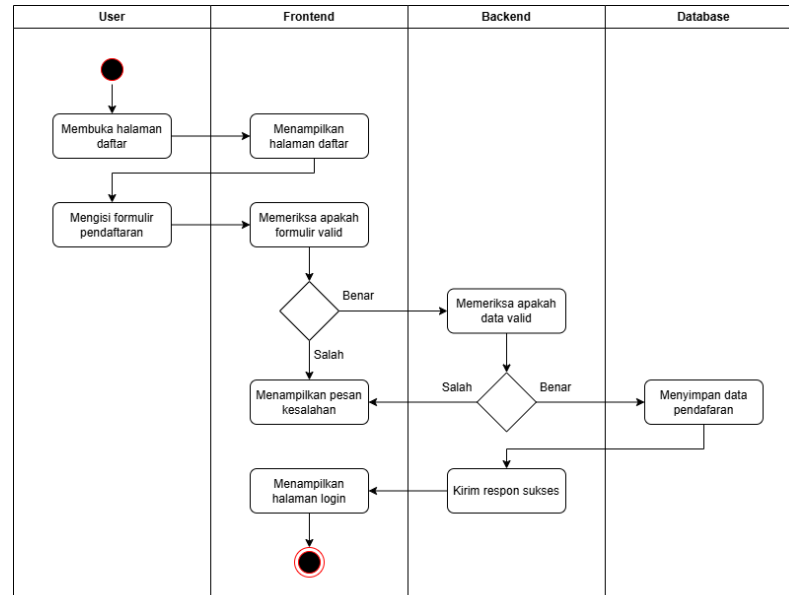 User
Frontend
Backend
Database
Membuka halaman
daftar
Menampilkan
halaman daftar
Mengisi formulir
pendaftaran
Memeriksa apakah
formulir valid
Benar
Memeriksa apakah
data valid
Salah
Menampilkan pesan
kesalahan
Salah
Benar
Menyimpan data
pendafaran
Menampilkan
halaman login
Kirim respon sukses